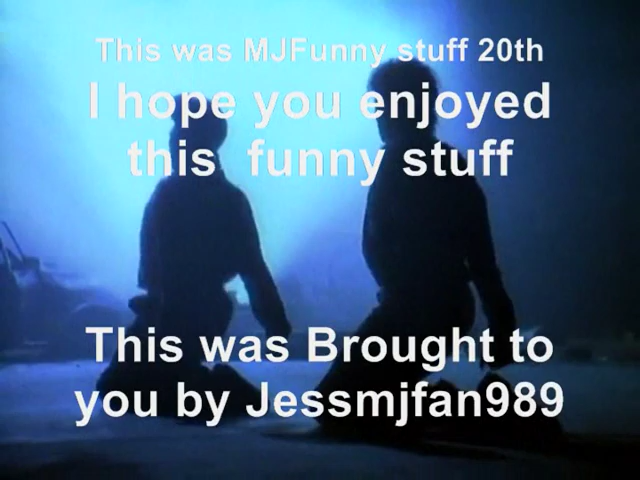 This was MJFunny stuff 20th
I hope you enjoyed
this funny stuff
This was Brought to
you by Jessmjfan989